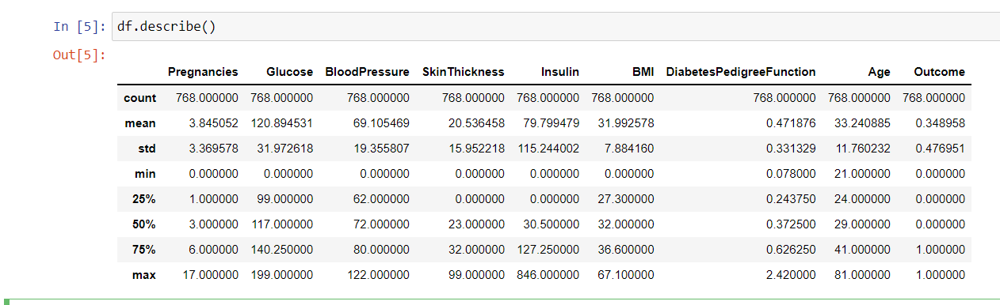 In [5]: df.describe()
Out[5]:
Pregnancies Glucose BloodPressure SkinThickness Insulin BMI DiabetesPedigreeFunction Age Outcome
count 768.000000 768.000000 768.000000 768.000000 768.000000 768.000000 768.000000 768.000000 768.000000
mean 3.845052 120.894531 69.105469 20.536458 79.799479 31.992578 0.471876 33.240885 0.348958
std 3.369578 31.972618 19.355807 15.952218 115.244002 7.884160 0.331329 11.760232 0.476951
min 0.000000 0.000000 0.000000 0.000000 0.000000 0.000000 0.078000 21.000000 0.000000
25% 1.000000 99.000000 62.000000 0.000000 0.000000 27.300000 0.243750 24.000000 0.000000
50% 3.000000 117.000000 72.000000 23.000000 30.500000 32.000000 0.372500 29.000000 0.000000
75% 6.000000 140.250000 80.000000 32.000000 127.250000 36.600000 0.626250 41.000000 1.000000
max 17.000000 199.000000 122.000000 99.000000 846.000000 67.100000 2.420000 81.000000 1.000000